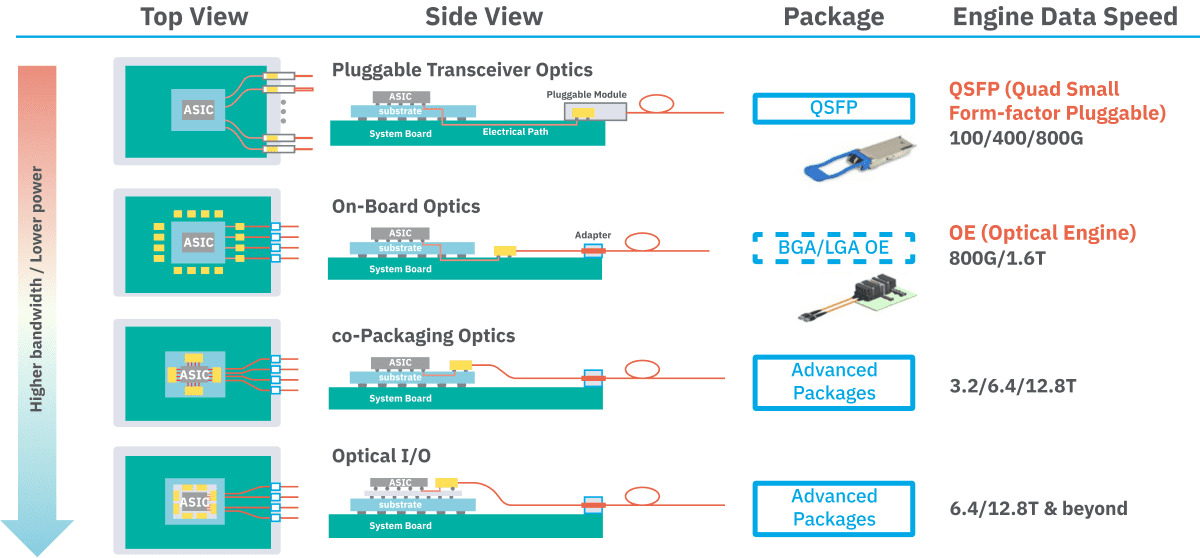 Top View
Side View
Package
Engine Data Speed
Higher bandwidth / Lower power
ASIC
Pluggable Transceiver Optics
ASIC
substrate
System Board
Electrical Path
Pluggable Module
QSFP
QSFP (Quad Small
Form-factor Pluggable)
100/400/800G
ASIC
On-Board Optics
ASIC
substrate
System Board
Adapter
BGA/LGA OE
OE (Optical Engine)
800G/1.6T
ASIC
co-Packaging Optics
ASIC
substrate
System Board
Advanced
Packages
3.2/6.4/12.8T
ASIC
Optical I/O
ASIC
substrate
System Board
Advanced
Packages
6.4/12.8T & beyond